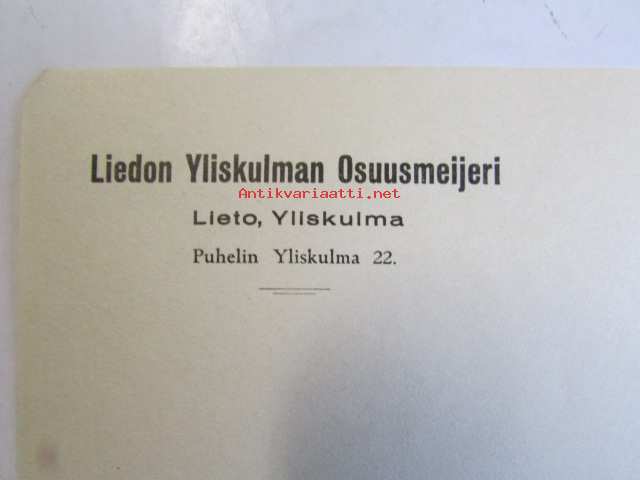 Liedon Yliskulman Osuusmeijeri
Antikvariaatti.net
Lieto, Yliskulma
Puhelin Yliskulma 22.